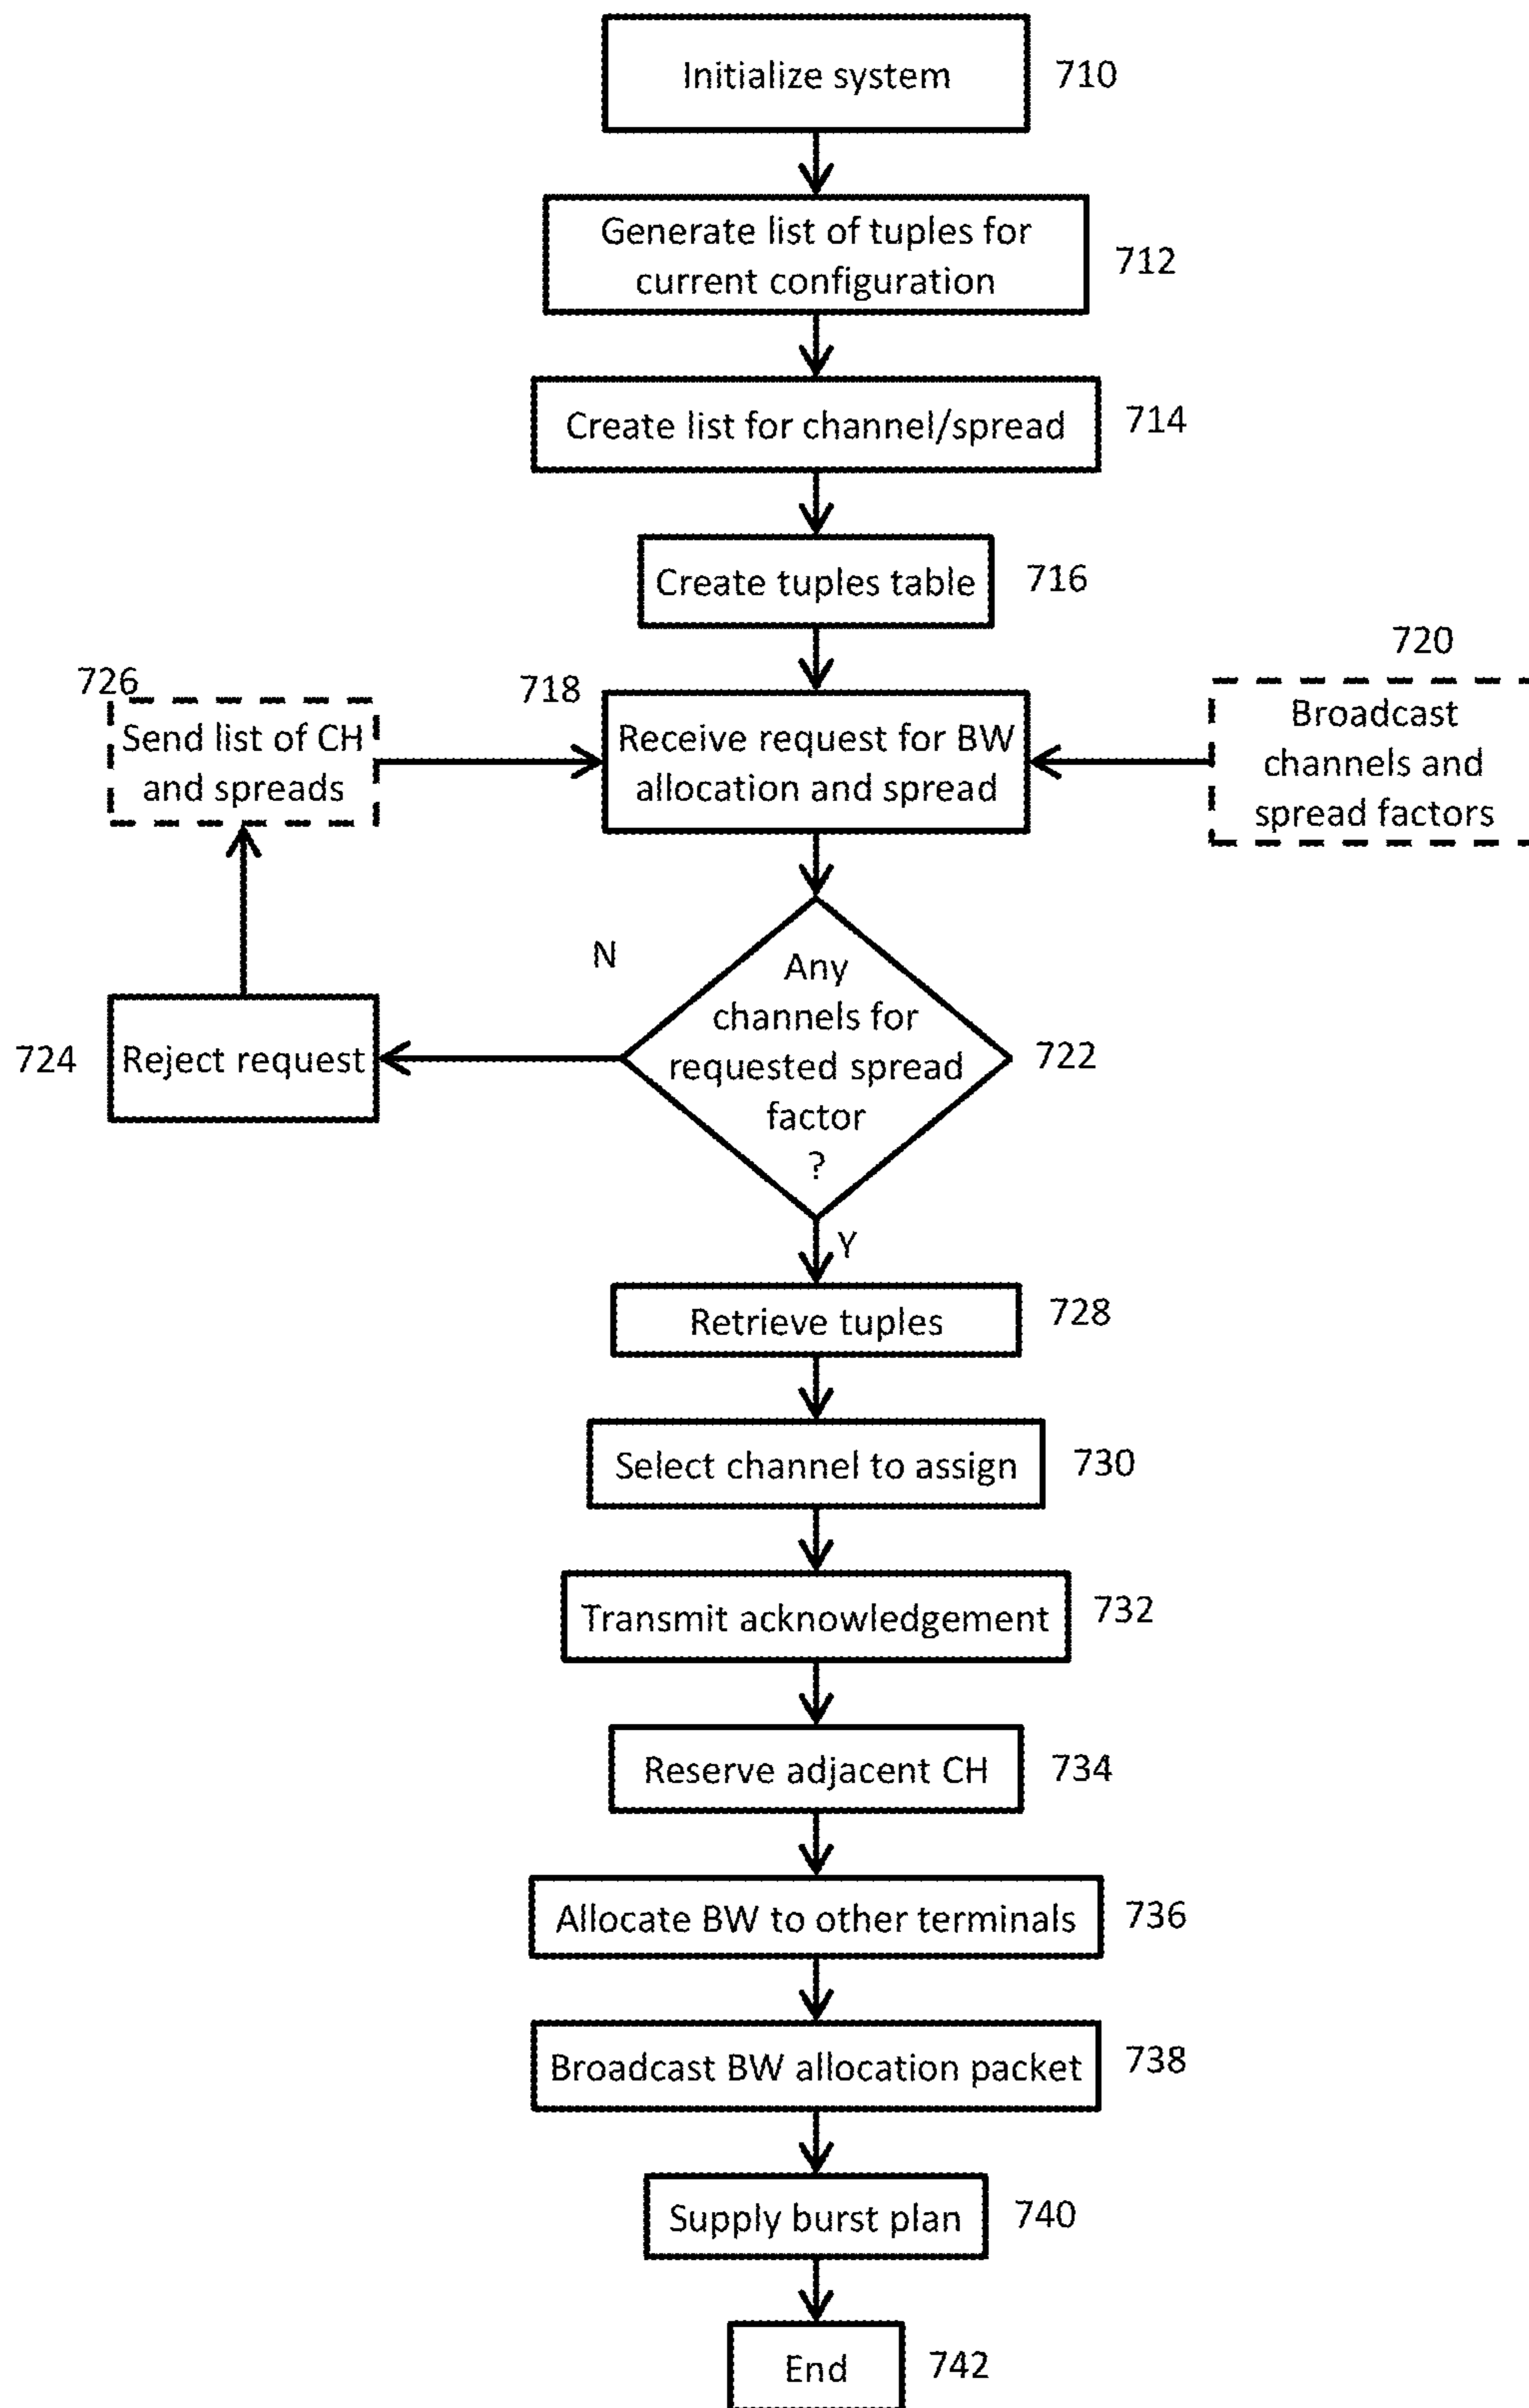 Initialize system
710
Generate list of tuples for
current configuration
712
Create list for channel/spread
714
Create tuples table
716
726
Send list of CH
and spreads
718
Receive request for BW
allocation and spread
720
Broadcast
channels and
spread factors
N
Any
channels for
requested spread
factor
?
722
724
Reject request
Y
Retrieve tuples
728
Select channel to assign
730
Transmit acknowledgement
732
Reserve adjacent CH
734
Allocate BW to other terminals
736
Broadcast BW allocation packet
738
Supply burst plan
740
End
742